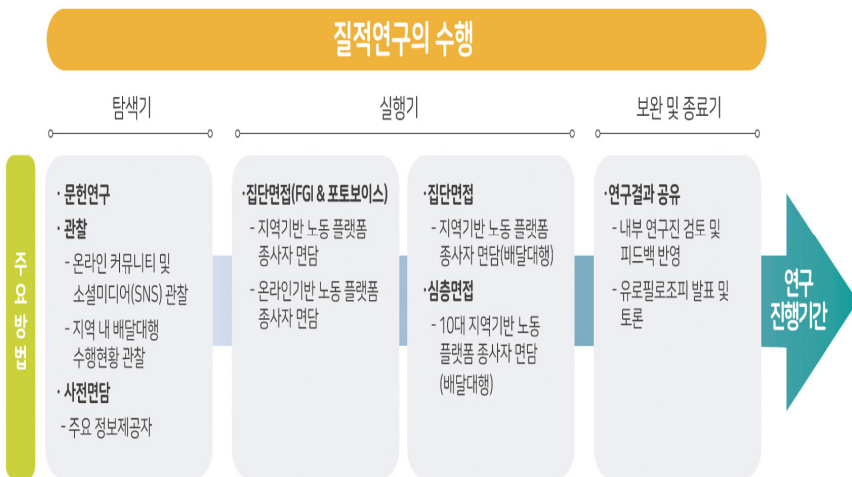 질적연구의 수행
탐색기
실행기
보완 및 종료기
주요방법
· 문헌연구
· 관찰
- 온라인 커뮤니티 및
소셜미디어(SNS) 관찰
- 지역 내 배달대행
수행현황 관찰
· 사전면담
- 주요 정보제공자
·집단면접(FGI & 포토보이스)
- 지역기반 노동 플랫폼
종사자 면담
- 온라인기반 노동 플랫폼
종사자 면담
·집단면접
- 지역기반 노동 플랫폼
종사자 면담(배달대행)
·심층면접
- 10대 지역기반 노동
플랫폼 종사자 면담
(배달대행)
·연구결과 공유
- 내부 연구진 검토 및
피드백 반영
- 유로필로조피 발표 및
토론
연구
진행기간